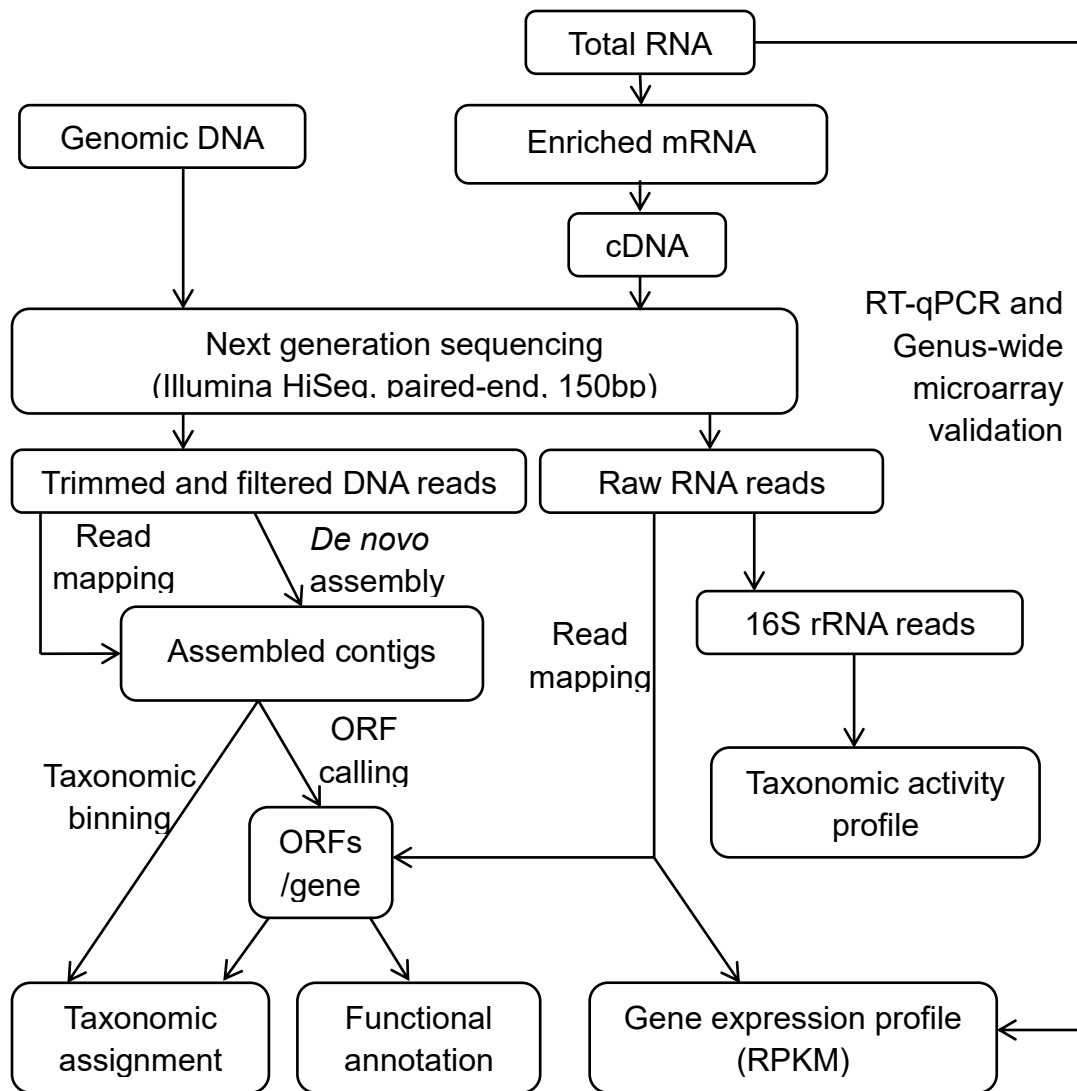 Total RNA
Genomic DNA
Enriched mRNA
cDNA
RT-qPCR and
Genus-wide
microarray
validation
Next generation sequencing
(Illumina HiSeq, paired-end, 150bp)
Trimmed and filtered DNA reads
Raw RNA reads
Read
mapping
De novo
assembly
Assembled contigs
Read
mapping
16S rRNA reads
Taxonomic
binning
ORF
calling
Taxonomic activity
profile
ORFs
/gene
Taxonomic
assignment
Functional
annotation
Gene expression profile
(RPKM)